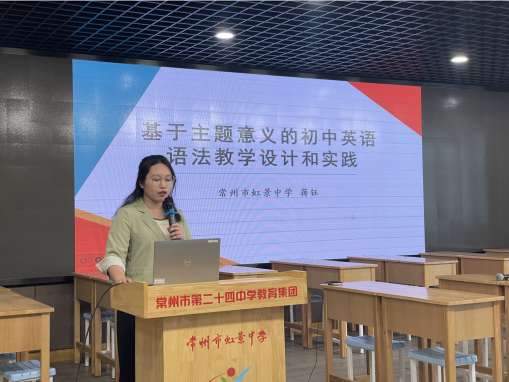 基于主题意义的初中英语
语法教学设计和实践
常州市虹景中学 蒋钰
DELL
常州市第二十四中学教育集团
常州市虹景中学